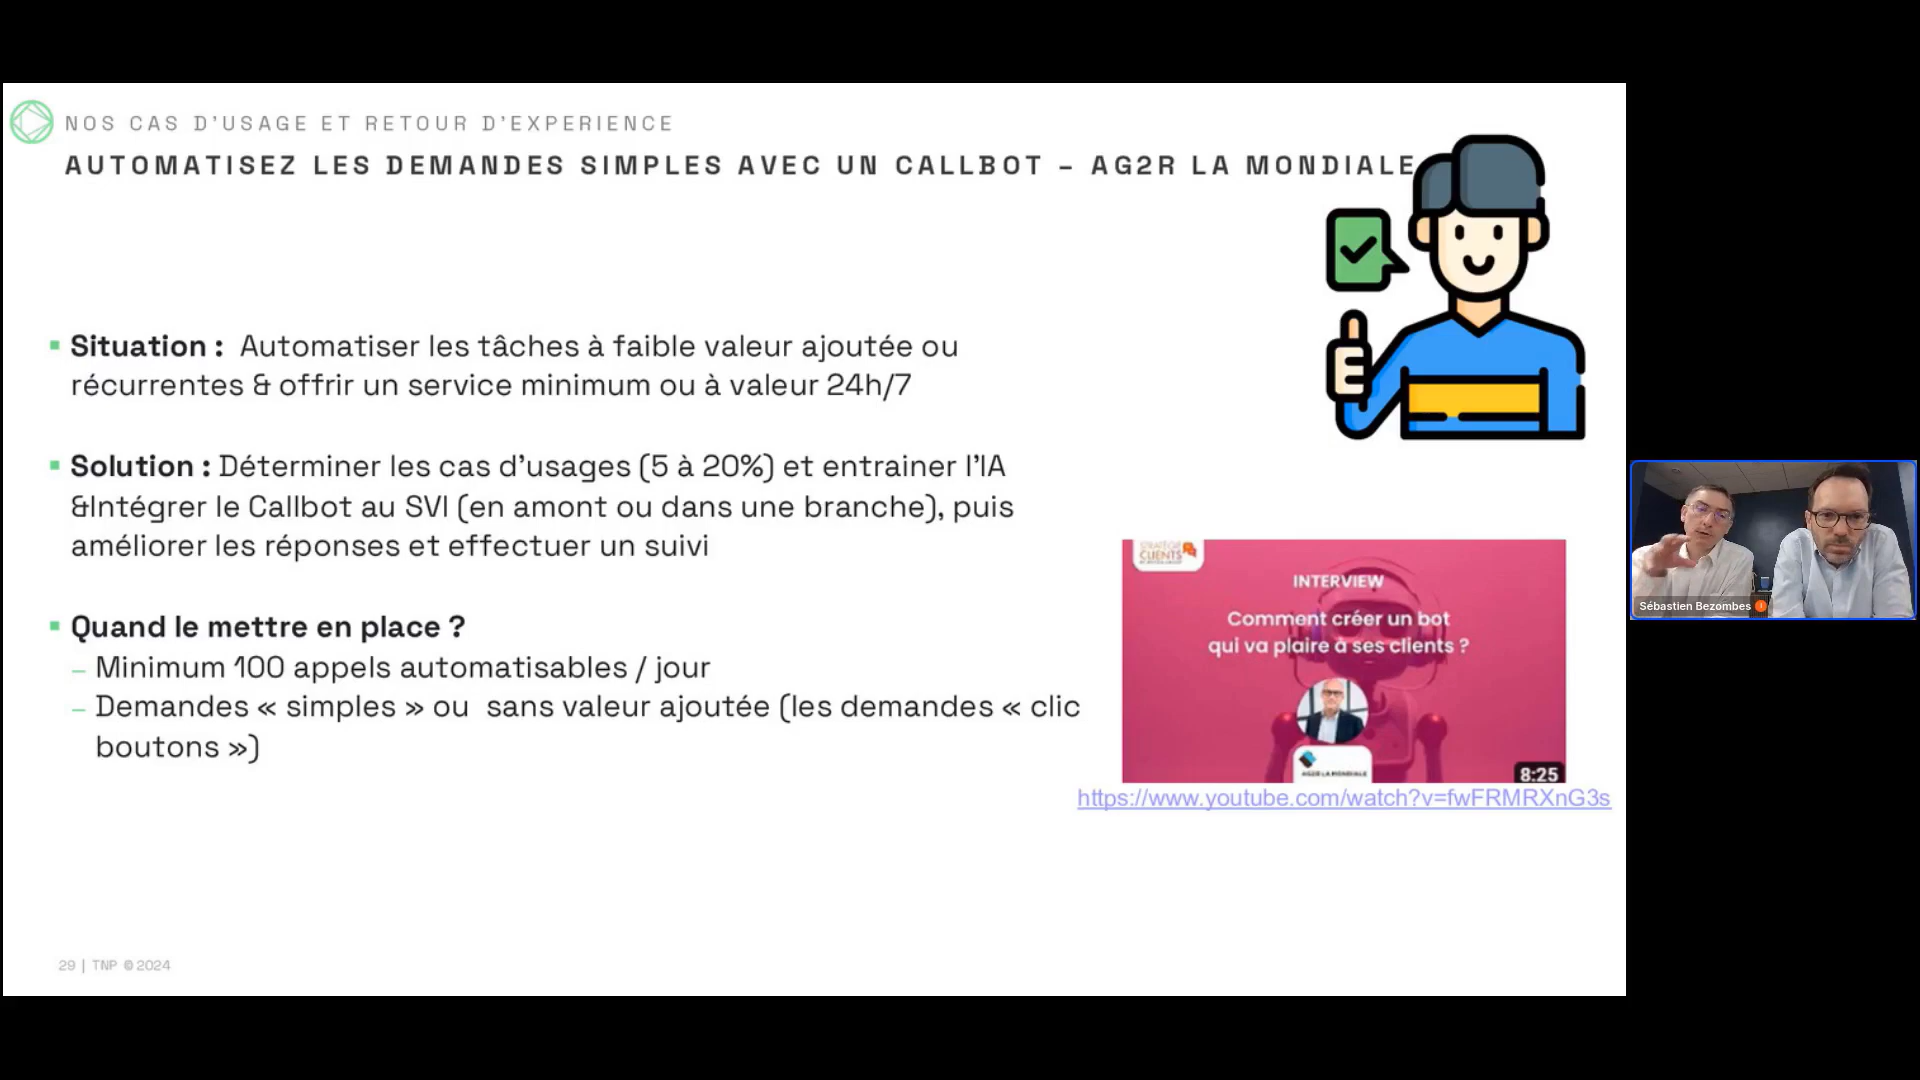 NOS CAS D'USAGE ET RETOUR D'EXPERIENCE
AUTOMATISEZ LES DEMANDES SIMPLES AVEC UN CALLBOT – AG2R LA MONDIALE
▪ Situation : Automatiser les tâches à faible valeur ajoutée ou
récurrentes & offrir un service minimum ou à valeur 24h/7
▪ Solution : Déterminer les cas d'usages (5 à 20%) et entrainer l'IA
&Intégrer le Callbot au SVI (en amont ou dans une branche), puis
améliorer les réponses et effectuer un suivi
▪ Quand le mettre en place ?
– Minimum 100 appels automatisables / jour
– Demandes « simples » ou sans valeur ajoutée (les demandes « clic
boutons »)
STRATÉGIE
CLIENTS
INTERVIEW
Comment créer un bot
qui va plaire à ses clients ?
AG2R LA MONDIALE
8:25
https://www.youtube.com/watch?v=fwFRMRXnG3s
Sébastien Bezombes
29 | TNP © 2024